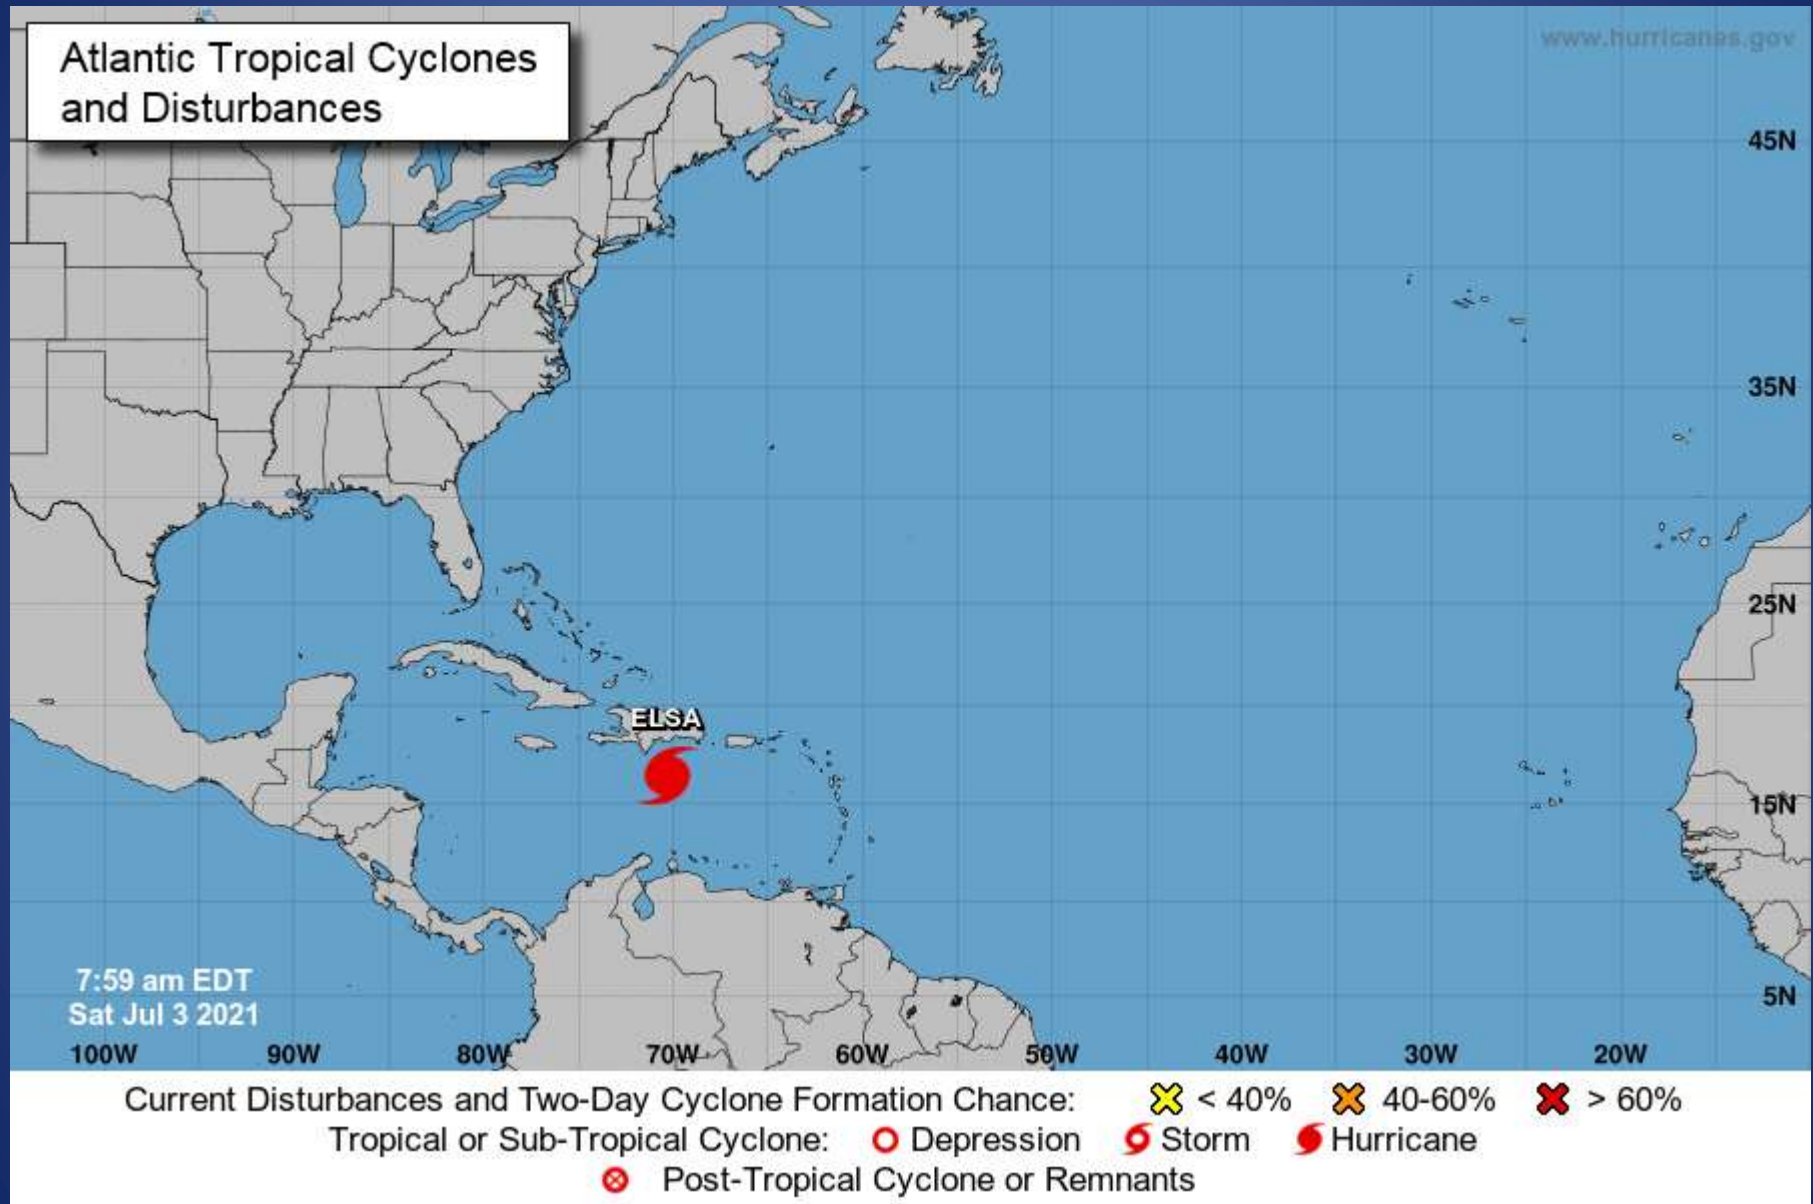 Atlantic Tropical Cyclones
and Disturbances
www.hurricanes.gov
45N
35N
25N
ELSA
15N
7:59 am EDT
Sat Jul 3 2021
5N
100W 90W 80W 70W 60W 50W 40W 30W 20W
Current Disturbances and Two-Day Cyclone Formation Chance: < 40% 40-60% > 60%
Tropical or Sub-Tropical Cyclone: Depression Storm Hurricane
Post-Tropical Cyclone or Remnants